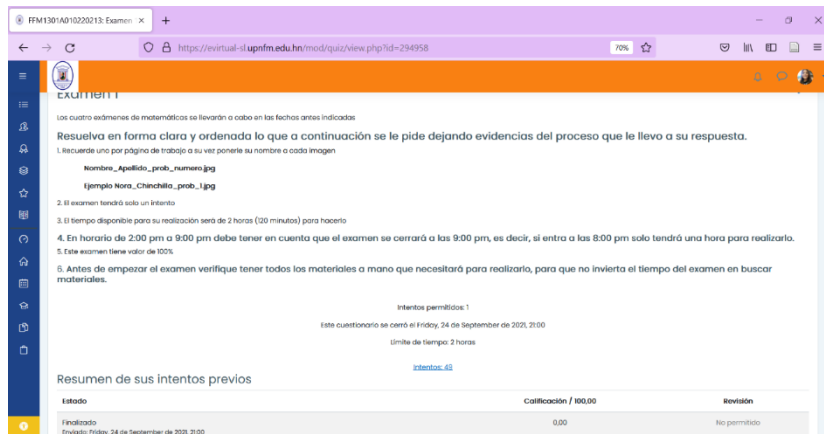 FFM1301A010220213: Examen
https://evirtual-sl.upnfm.edu.hn/mod/quiz/view.php?id=294958
70%
Examen 1
Los cuatro exámenes de matemáticas se llevarán a cabo en las fechas antes indicadas
Resuelva en forma clara y ordenada lo que a continuación se le pide dejando evidencias del proceso que le llevo a su respuesta.
1. Recuerde uno por página de trabajo a su vez ponerle su nombre a cada imagen
Nombre_Apellido_prob_numero.jpg
Ejemplo Nora_Chinchilla_prob_1.jpg
2. El examen tendrá solo un intento
3. El tiempo disponible para su realización será de 2 horas (120 minutos) para hacerlo
4. En horario de 2:00 pm a 9:00 pm debe tener en cuenta que el examen se cerrará a las 9:00 pm, es decir, si entra a las 8:00 pm solo tendrá una hora para realizarlo.
5. Este examen tiene valor de 100%
6. Antes de empezar el examen verifique tener todos los materiales a mano que necesitará para realizarlo, para que no invierta el tiempo del examen en buscar
materiales.
Intentos permitidos: 1
Este cuestionario se cerró el Friday, 24 de September de 2021, 21:00
Límite de tiempo: 2 horas
Intentos: 49
Resumen de sus intentos previos
Estado Calificación / 100,00 Revisión
Finalizado 0,00 No permitido
Enviado: Friday, 24 de September de 2021, 21:00